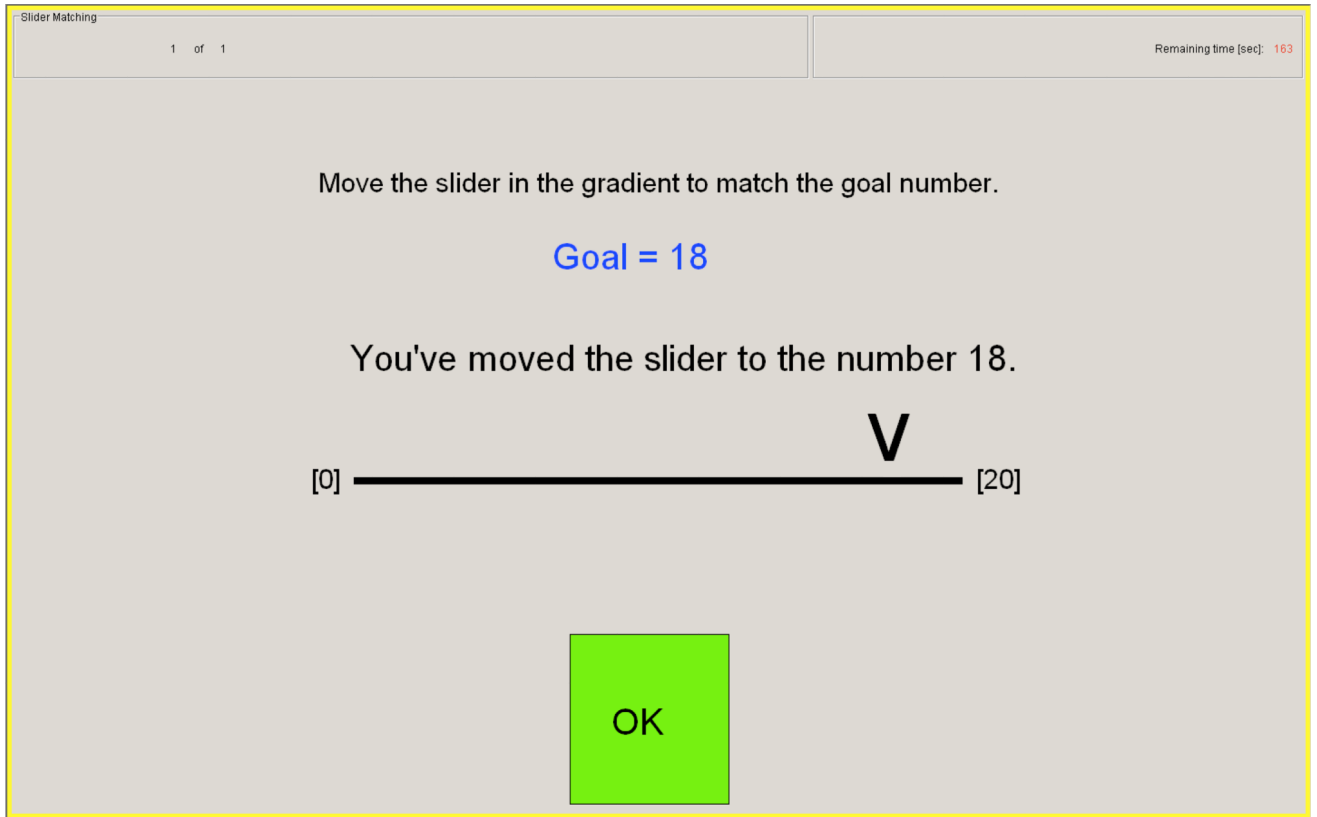 Slider Matching
1 of 1
Remaining time [sec]: 163
Move the slider in the gradient to match the goal number.
Goal = 18
You've moved the slider to the number 18.
V
[0] [20]
OK